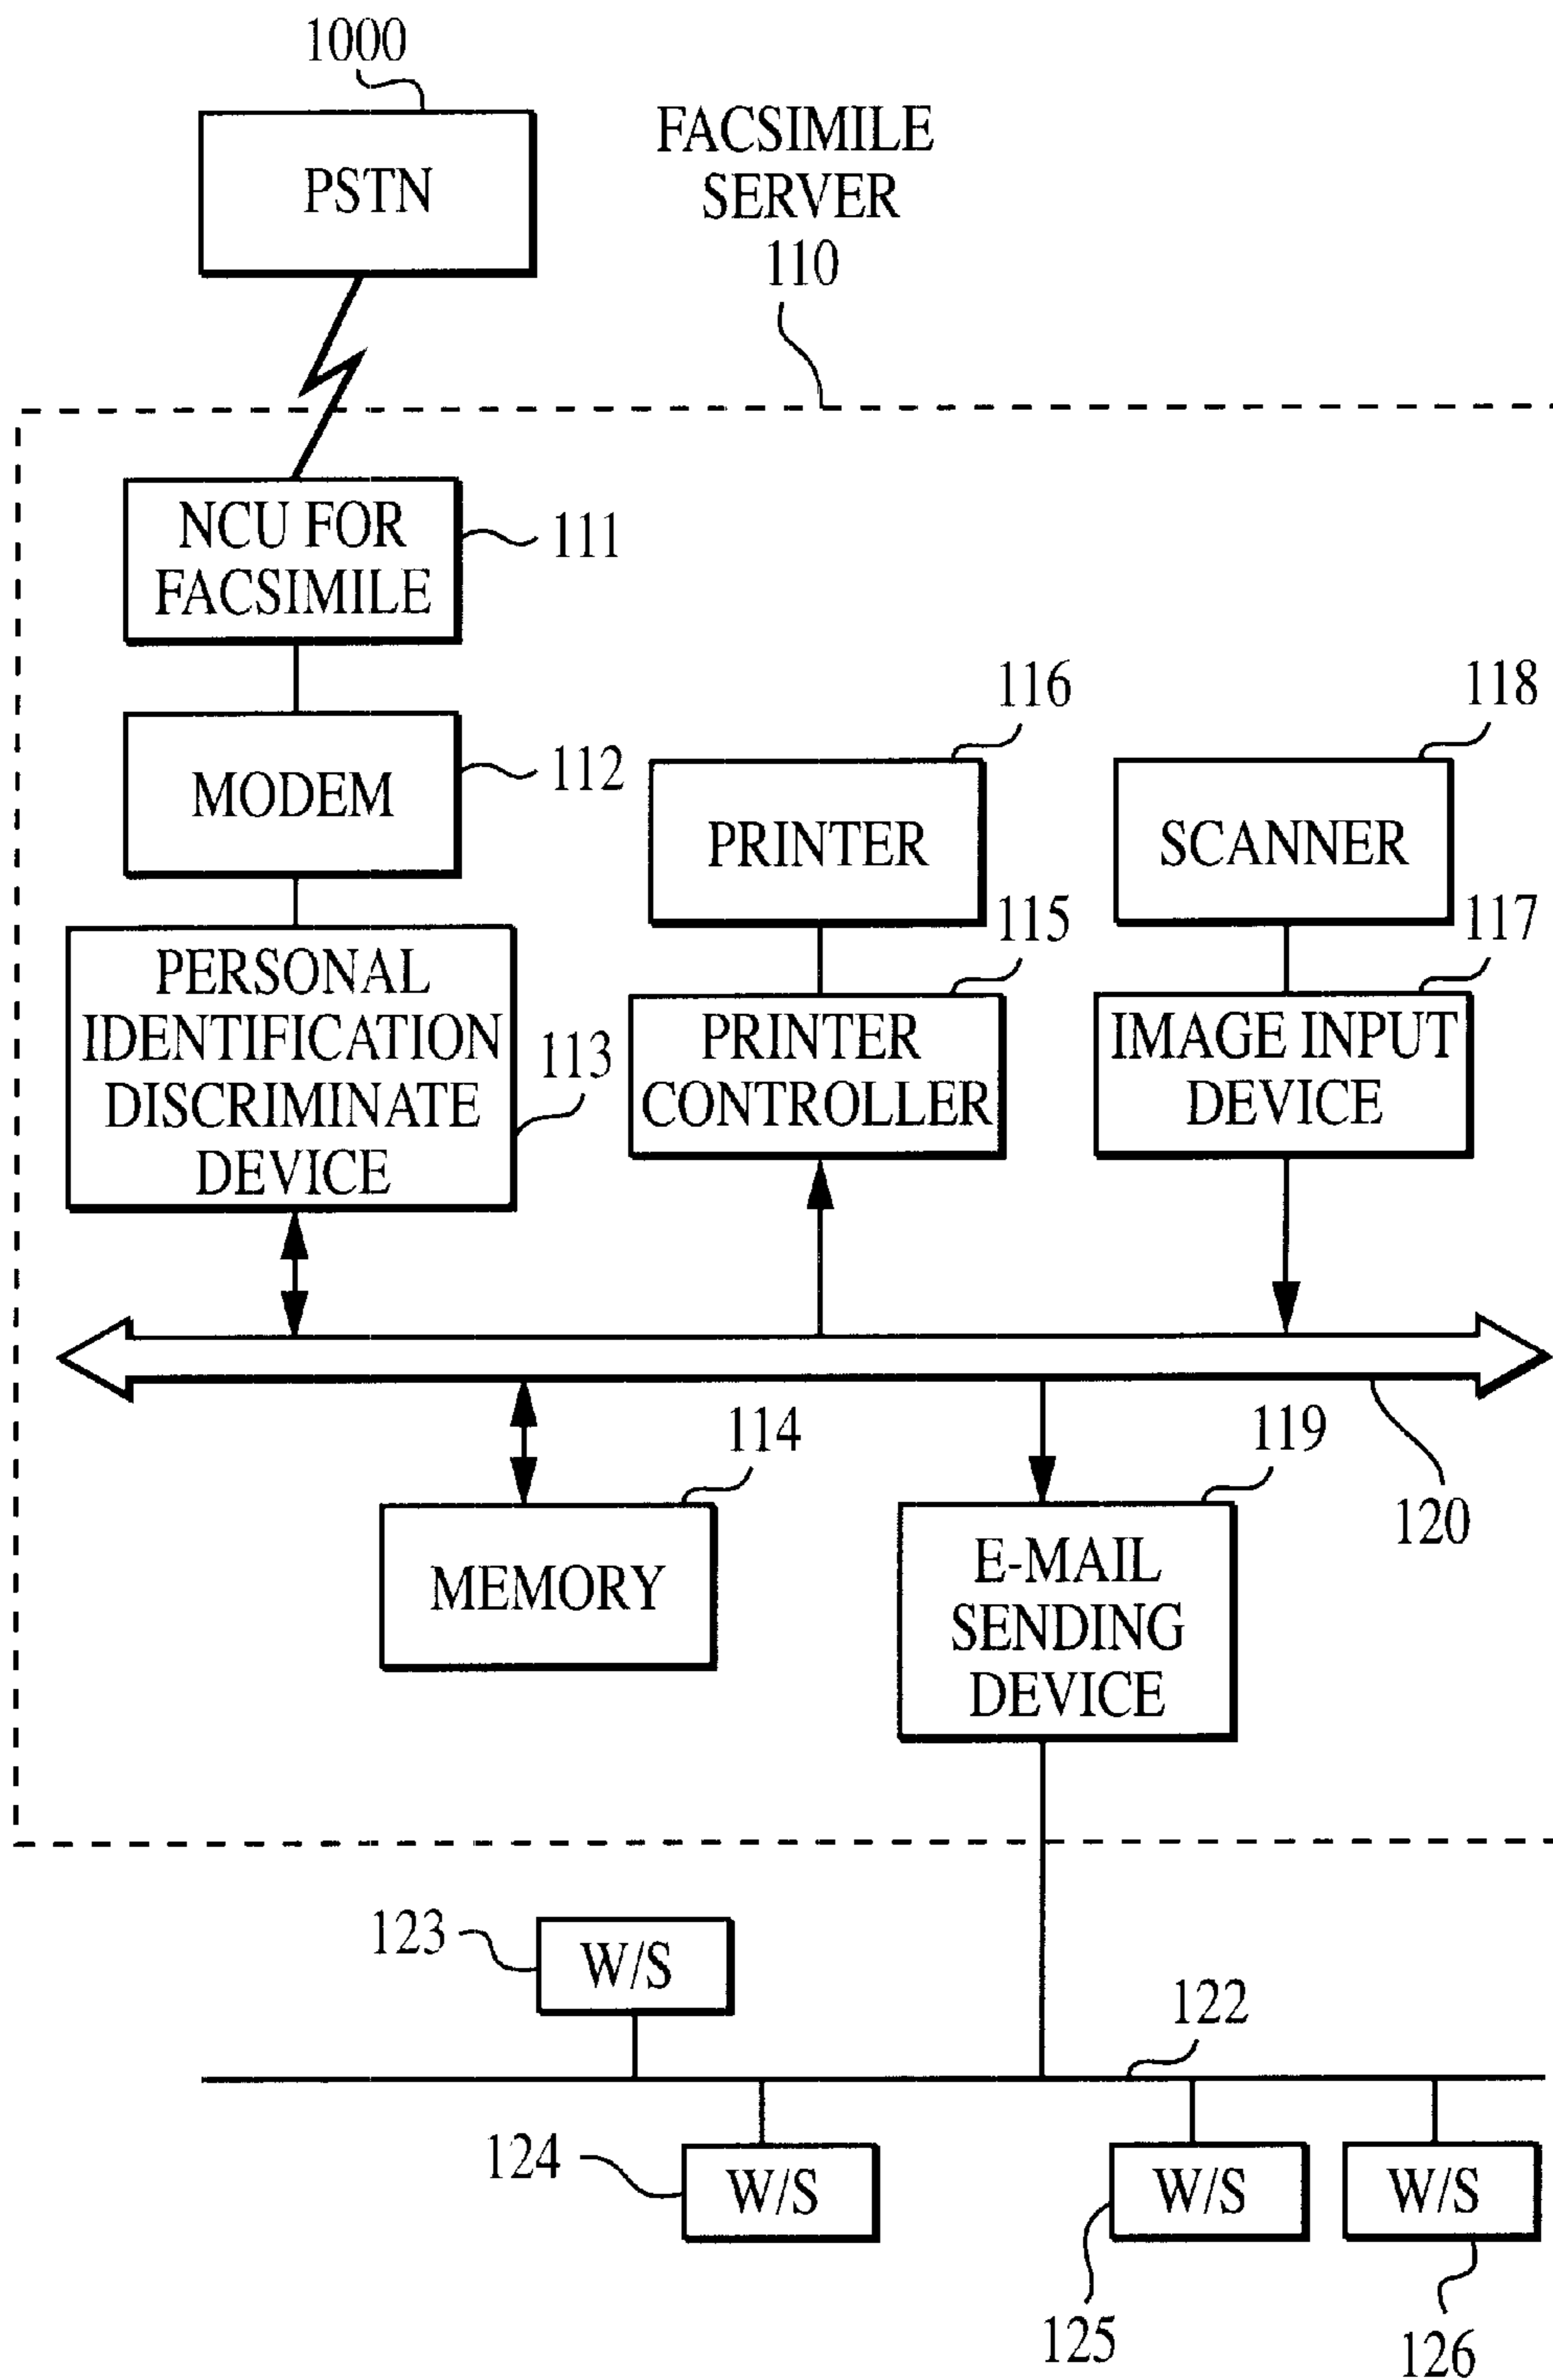 1000
PSTN
FACSIMILE
SERVER
110
NCU FOR
FACSIMILE
111
MODEM
112
116
PRINTER
118
SCANNER
PERSONAL
IDENTIFICATION
DISCRIMINATE
DEVICE
113
115
PRINTER
CONTROLLER
117
IMAGE INPUT
DEVICE
114
MEMORY
119
E-MAIL
SENDING
DEVICE
120
123
W/S
122
124
W/S
W/S
125
W/S
126